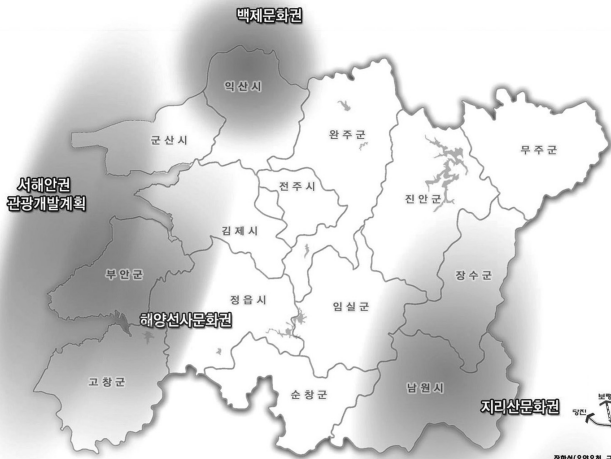 백제문화권
익산시
군산시
완주군
무주군
서해안권
관광개발계획
전주시
진안군
김제시
부안군
장수군
정읍시
임실군
해양선사문화권
고창군
순창군
남원시
지리산문화권
당진